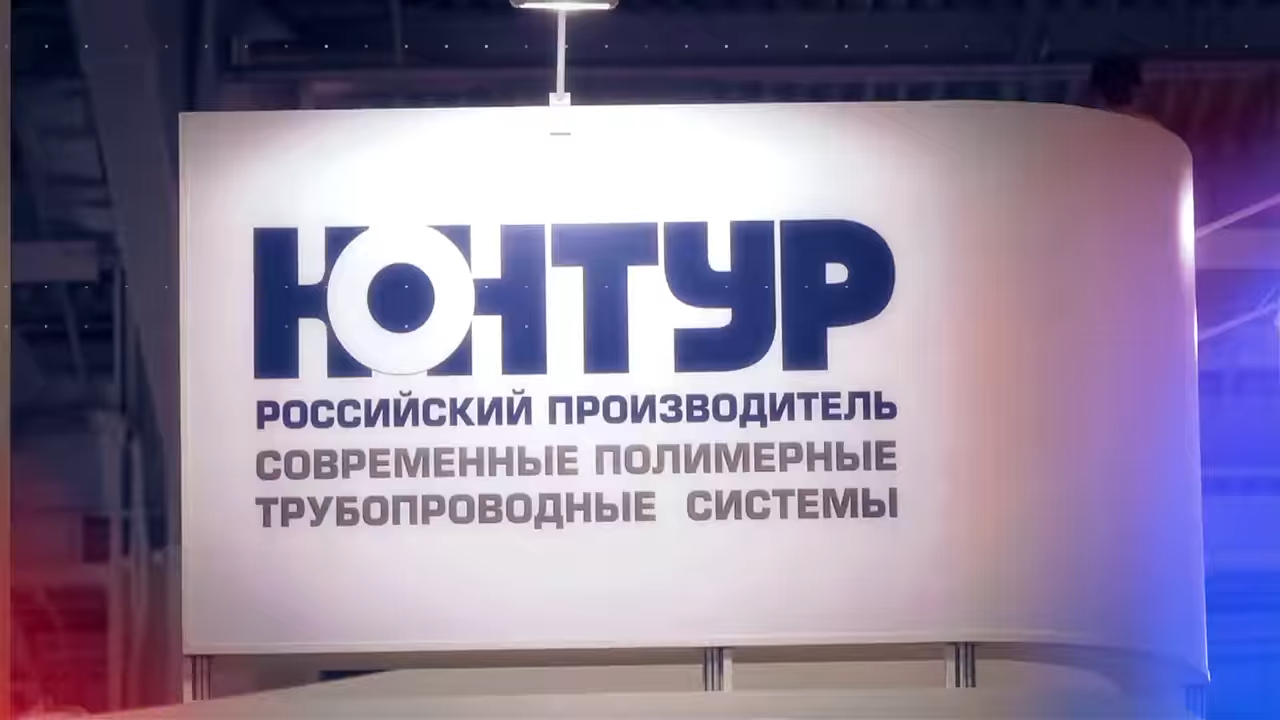 КОНТУР
РОССИЙСКИЙ ПРОИЗВОДИТЕЛЬ
СОВРЕМЕННЫЕ ПОЛИМЕРНЫЕ
ТРУБОПРОВОДНЫЕ СИСТЕМЫ